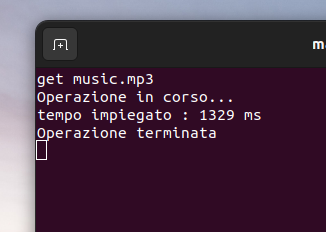 get music.mp3
Operazione in corso...
tempo impiegato : 1329 ms
Operazione terminata